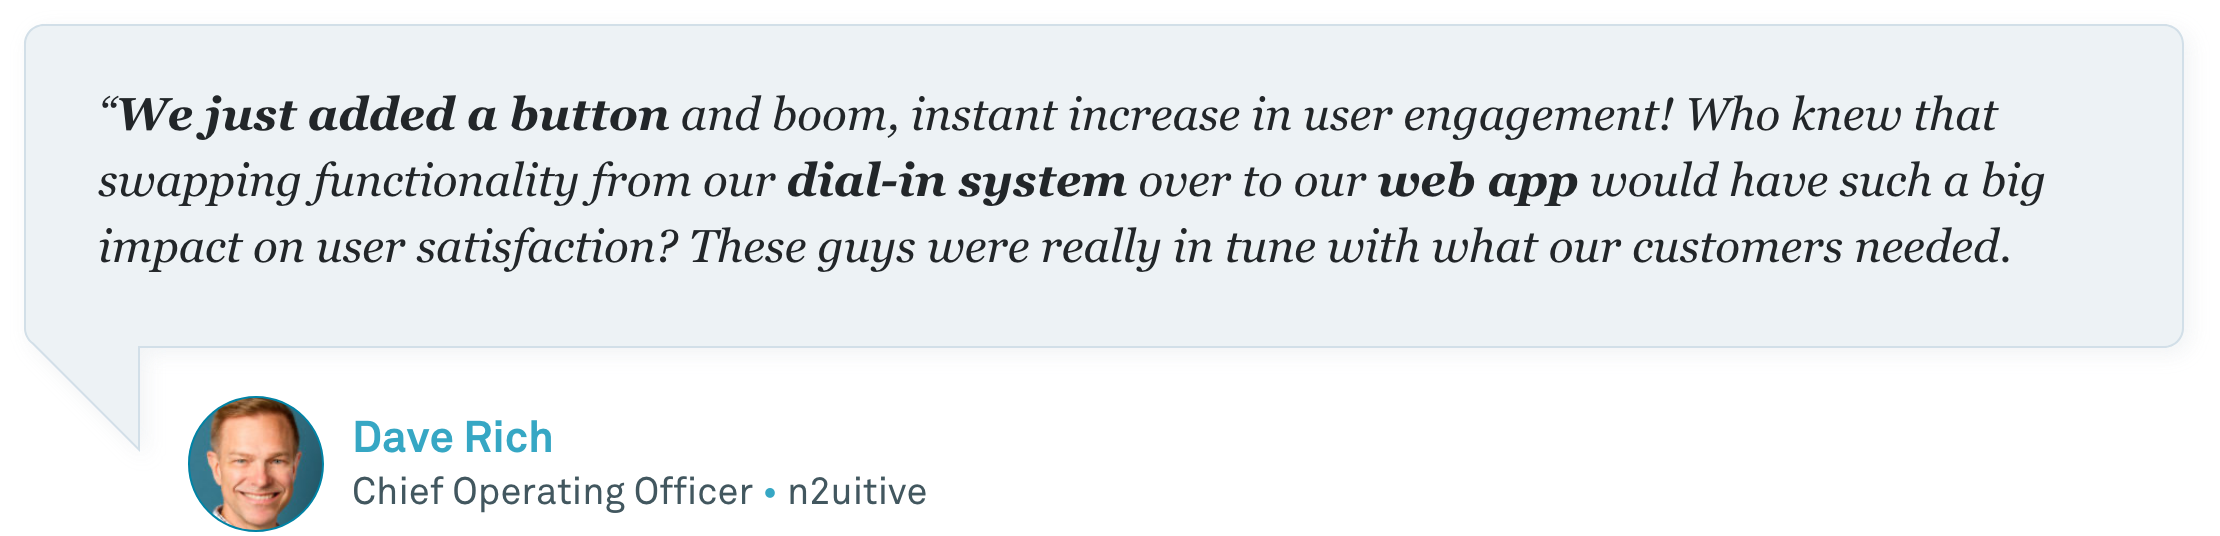 “We just added a button and boom, instant increase in user engagement! Who knew that
swapping functionality from our dial-in system over to our web app would have such a big
impact on user satisfaction? These guys were really in tune with what our customers needed.
Dave Rich
Chief Operating Officer • n2uitive